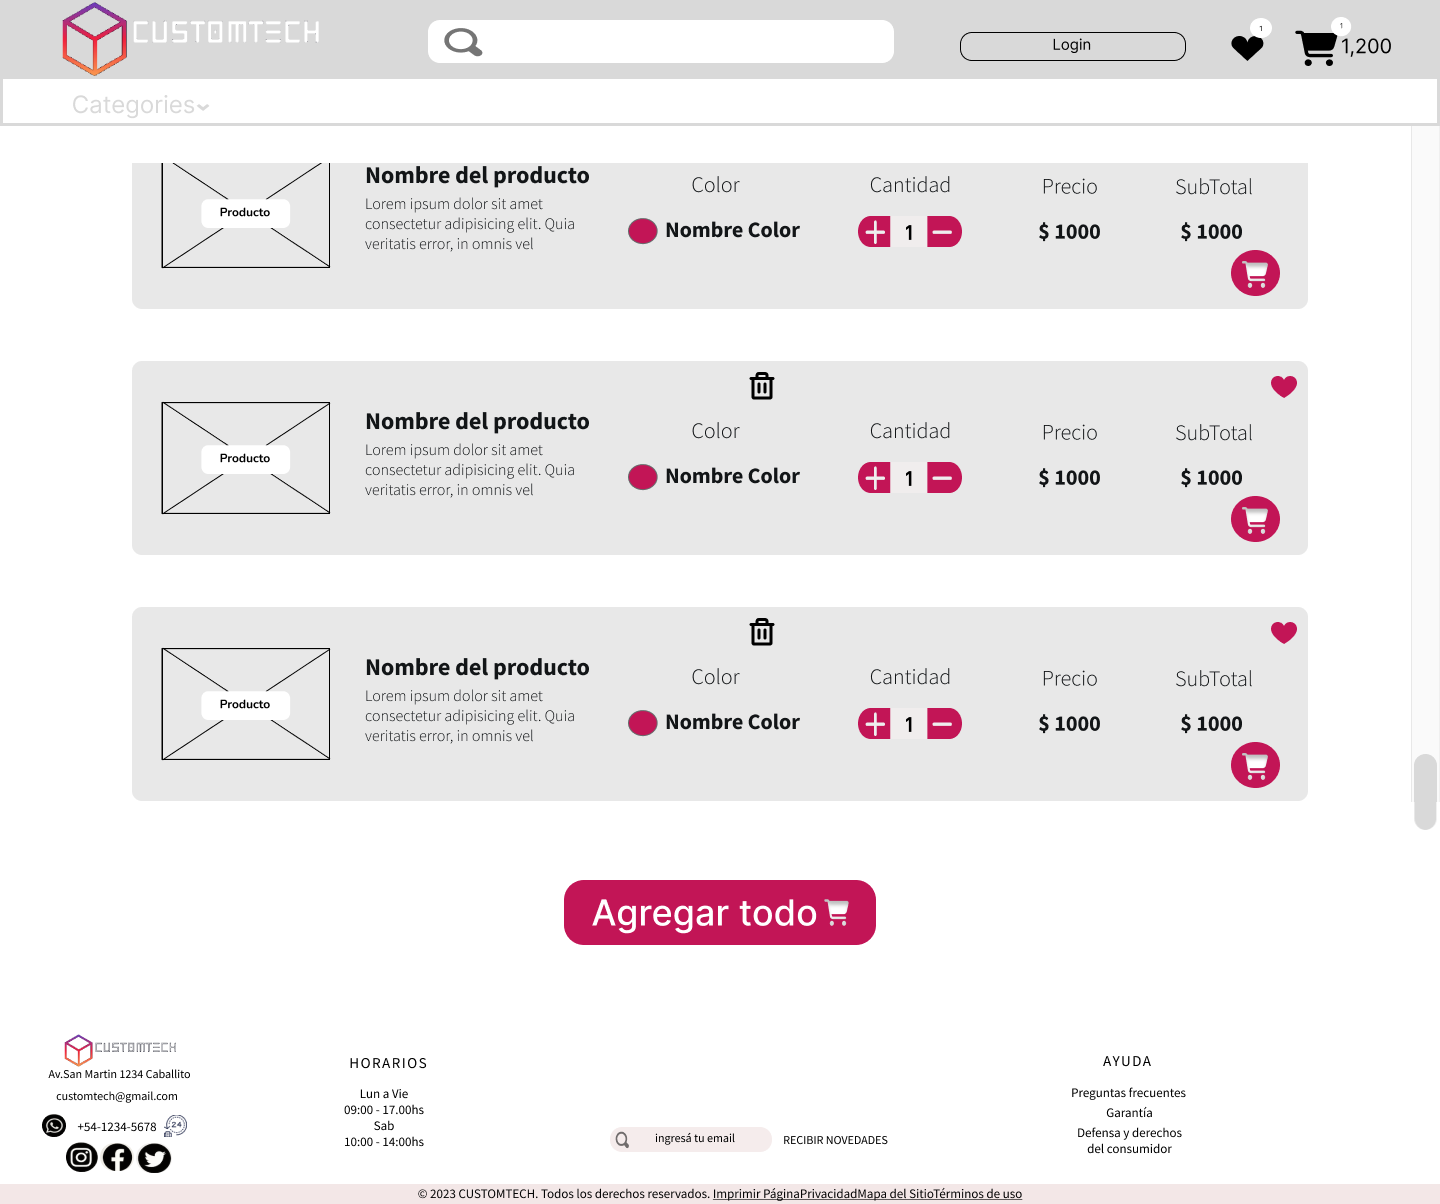 CUSTOMTECH
Login
1
1
1,200
Categories
Producto
Nombre del producto
Lorem ipsum dolor sit amet
consectetur adipisicing elit. Quia
veritatis error, in omnis vel
Color
Nombre Color
Cantidad
1
Precio
$ 1000
SubTotal
$ 1000
Producto
Nombre del producto
Lorem ipsum dolor sit amet
consectetur adipisicing elit. Quia
veritatis error, in omnis vel
Color
Nombre Color
Cantidad
1
Precio
$ 1000
SubTotal
$ 1000
Producto
Nombre del producto
Lorem ipsum dolor sit amet
consectetur adipisicing elit. Quia
veritatis error, in omnis vel
Color
Nombre Color
Cantidad
1
Precio
$ 1000
SubTotal
$ 1000
Agregar todo
CUSTOMTECH
Av.San Martin 1234 Caballito
customtech@gmail.com
+54-1234-5678
24
HORARIOS
Lun a Vie
09:00 - 17.00hs
Sab
10:00 - 14:00hs
ingresá tu email
RECIBIR NOVEDADES
AYUDA
Preguntas frecuentes
Garantía
Defensa y derechos
del consumidor
© 2023 CUSTOMTECH. Todos los derechos reservados. Imprimir PáginaPrivacidadMapa del SitioTérminos de uso